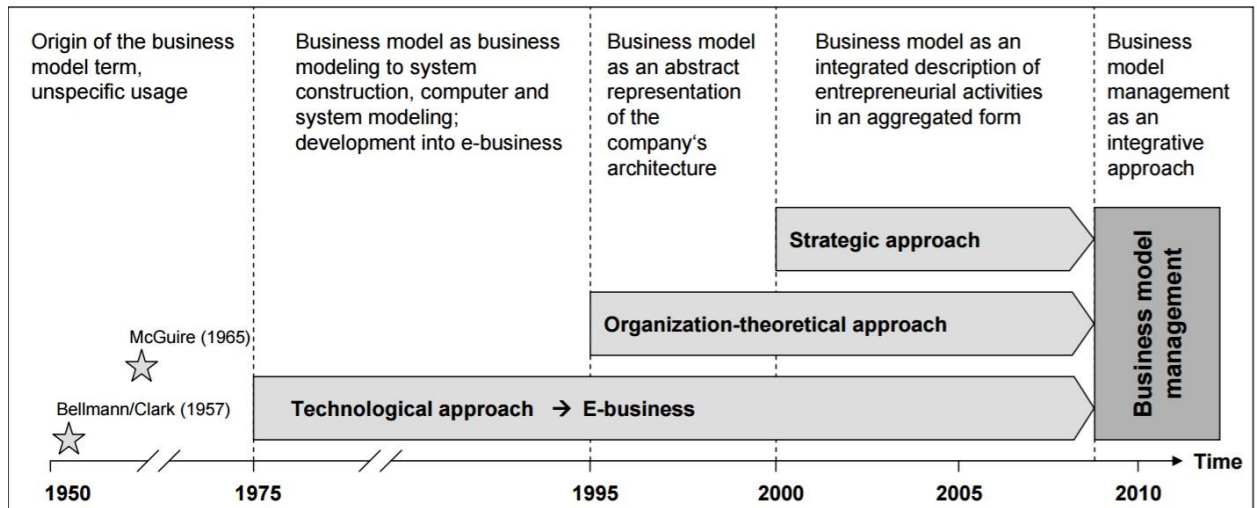 Origin of the business
model term,
unspecific usage
Business model as business
modeling to system
construction, computer and
system modeling;
development into e-business
Business model
as an abstract
representation
of the
company‘s
architecture
Business model as an
integrated description of
entrepreneurial activities
in an aggregated form
Business
model
management
as an
integrative
approach
Strategic approach
Organization-theoretical approach
Technological approach → E-business
Business model
management
McGuire (1965)
Bellmann/Clark (1957)
Time
1950
1975
1995
2000
2005
2010